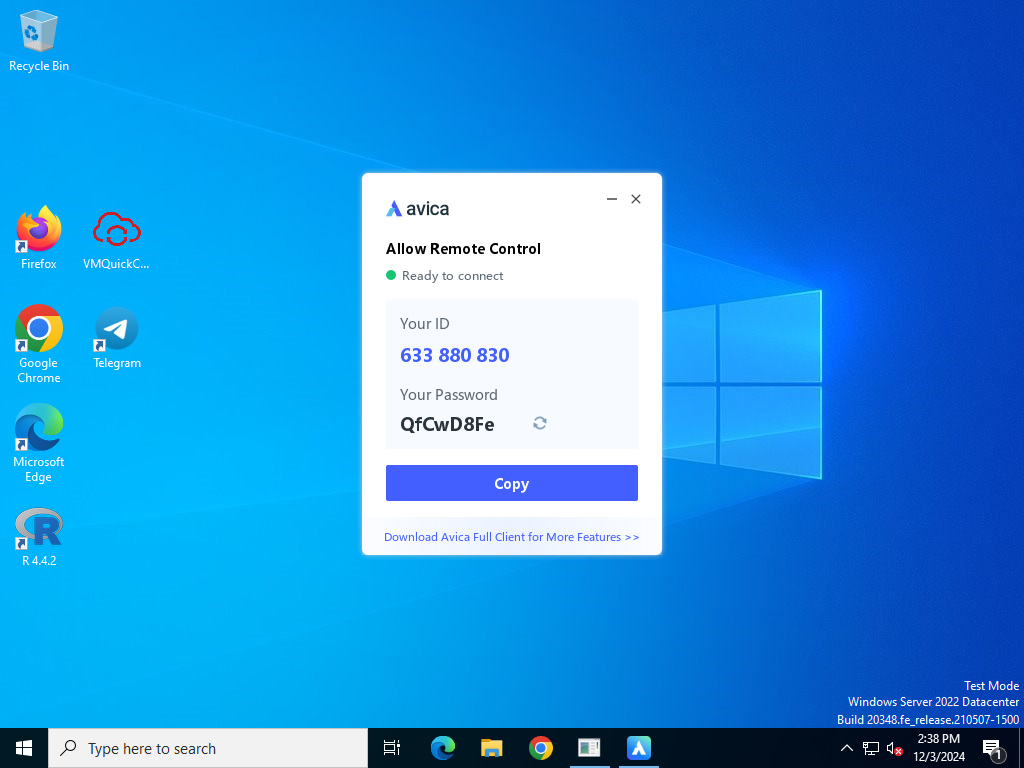 Recycle Bin
Firefox
VMQuickC...
Google
Chrome
Telegram
Microsoft
Edge
R 4.4.2
avica
Allow Remote Control
Ready to connect
Your ID
633 880 830
Your Password
QfCwD8Fe
Copy
Download Avica Full Client for More Features >>
Test Mode
Windows Server 2022 Datacenter
Build 20348.fe_release.210507-1500
Type here to search
2:38 PM
12/3/2024
1